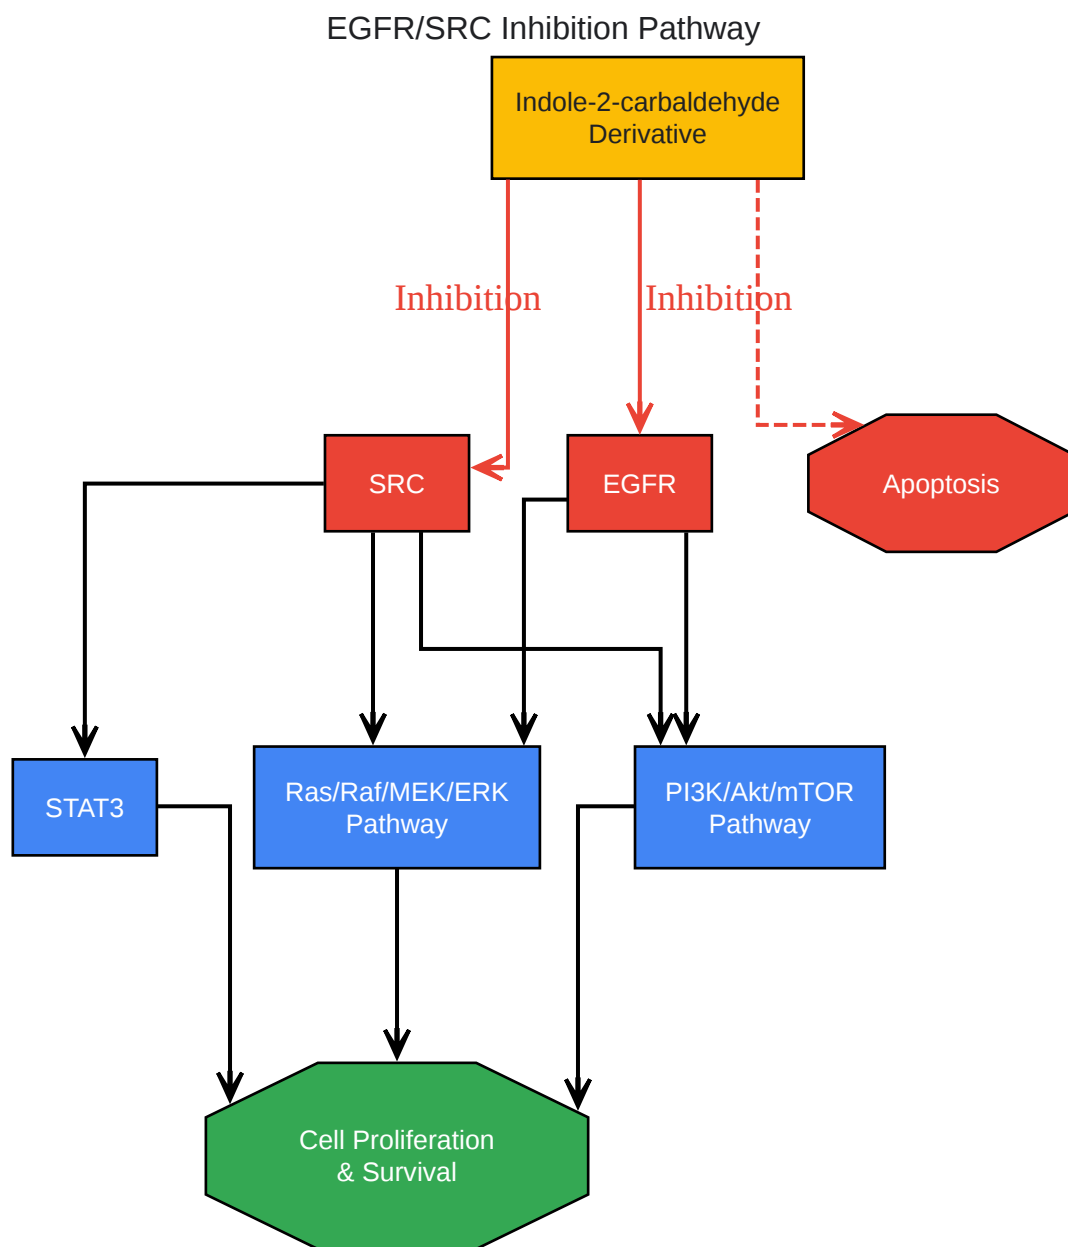 EGFR/SRC Inhibition Pathway
Indole-2-carbaldehyde
Derivative
Inhibition
Inhibition
SRC
EGFR
Apoptosis
STAT3
Ras/Raf/MEK/ERK
Pathway
PI3K/Akt/mTOR
Pathway
Cell Proliferation
& Survival